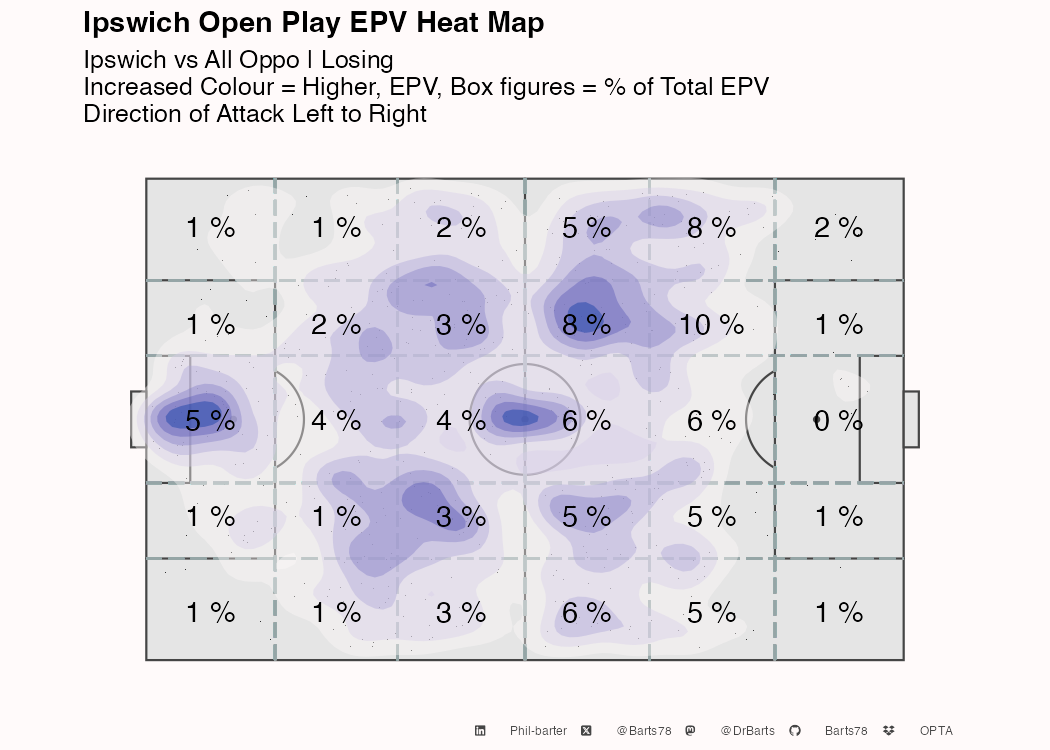 Ipswich Open Play EPV Heat Map
Ipswich vs All Oppo | Losing
Increased Colour = Higher, EPV, Box figures = % of Total EPV
Direction of Attack Left to Right
1 % 1 % 2 % 5 % 8 % 2 %
1 % 2 % 3 % 8 % 10 % 1 %
5 % 4 % 4 % 6 % 6 % 0 %
1 % 1 % 3 % 5 % 5 % 1 %
1 % 1 % 3 % 6 % 5 % 1 %
Phil-barter @Barts78 @DrBarts Barts78 OPTA